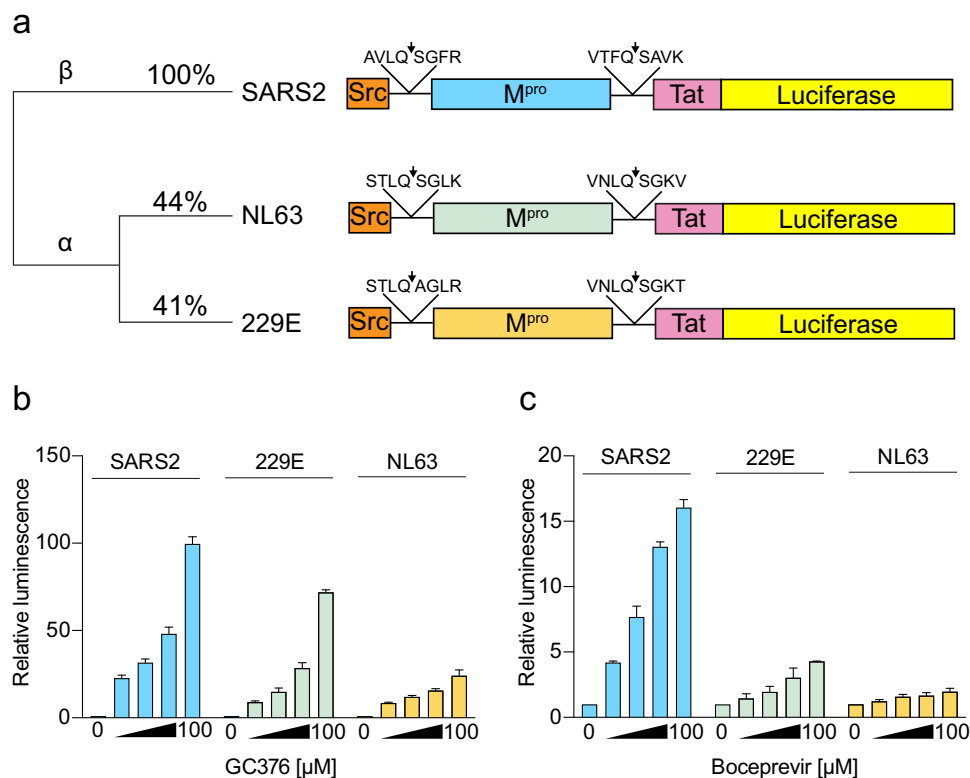 a
β 100% SARS2
AVLQ SGFR VTFQ SAVK
Src Mpro Tat Luciferase
α
44% NL63
STLQ SGLK VNLQ SGKV
Src Mpro Tat Luciferase
41% 229E
STLQ AGLR VNLQ SGKT
Src Mpro Tat Luciferase
b
Relative luminescence
150
100
50
0
SARS2 229E NL63
0 100 0 100 0 100
GC376 [µM]
c
Relative luminescence
20
15
10
5
0
SARS2 229E NL63
0 100 0 100 0 100
Boceprevir [µM]